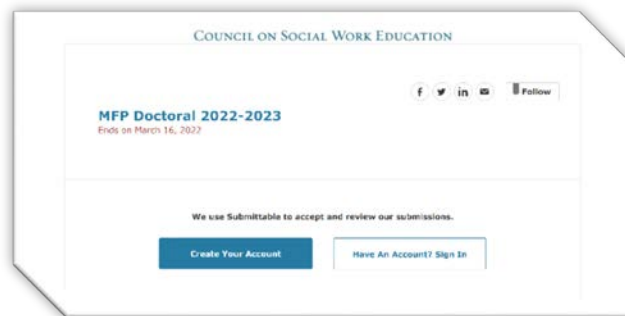 COUNCIL ON SOCIAL WORK EDUCATION
Follow
MFP Doctoral 2022-2023
Ends on March 16, 2022
We use Submittable to accept and review our submissions.
Create Your Account
Have An Account? Sign In